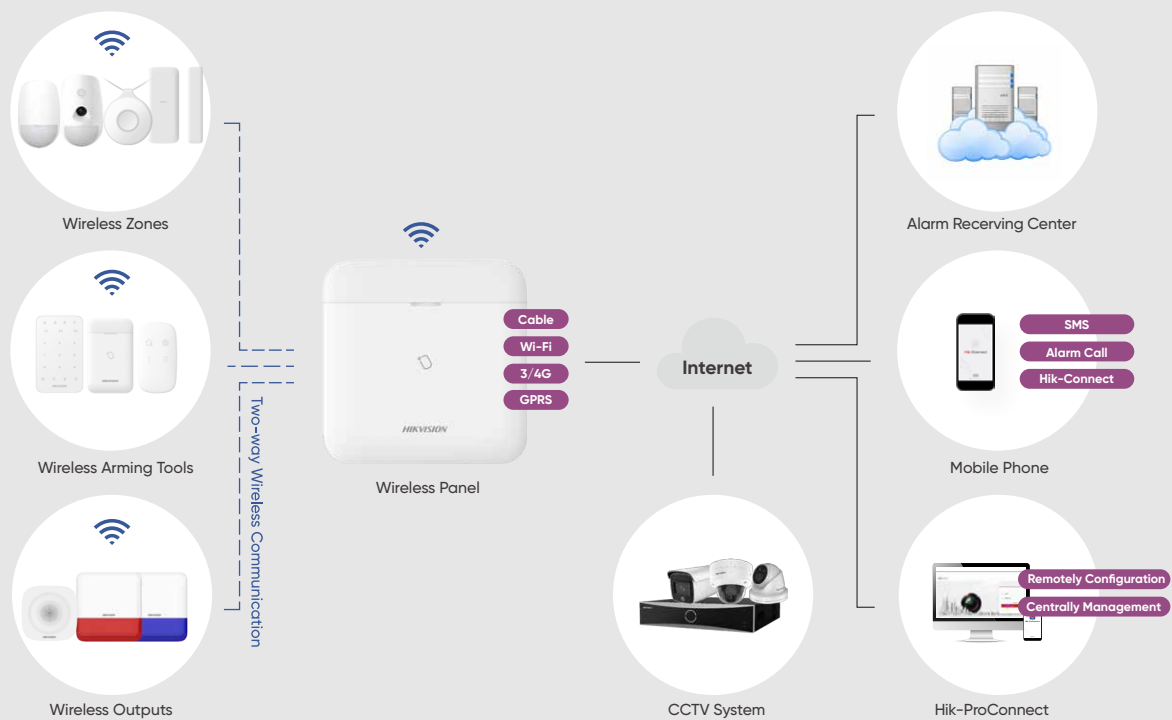 Wireless Zones
Wireless Arming Tools
Wireless Outputs
Two-way Wireless Communication
Cable
Wi-Fi
3/4G
GPRS
HIKVISION
Wireless Panel
Internet
CCTV System
Alarm Recerving Center
SMS
Alarm Call
Hik-Connect
Mobile Phone
Remotely Configuration
Centrally Management
Hik-ProConnect